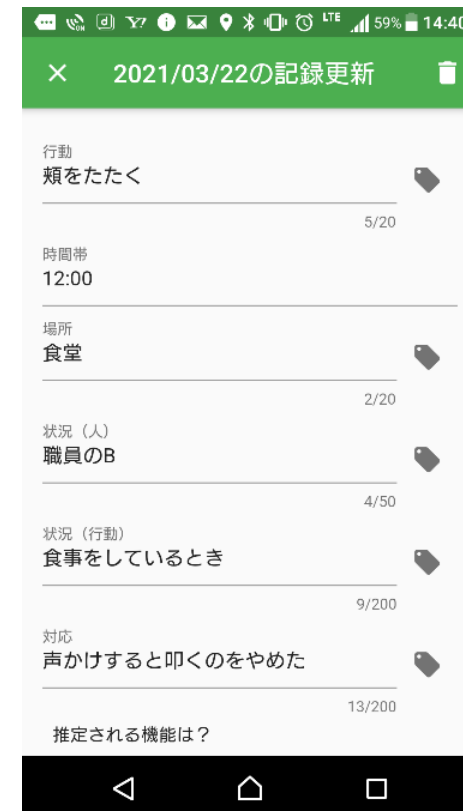 LTE 59% 14:40
2021/03/22の記録更新
行動
頬をたたく
5/20
時間帯
12:00
場所
食堂
2/20
状況（人）
職員のB
4/50
状況（行動）
食事をしているとき
9/200
対応
声かけすると叩くのをやめた
13/200
推定される機能は？